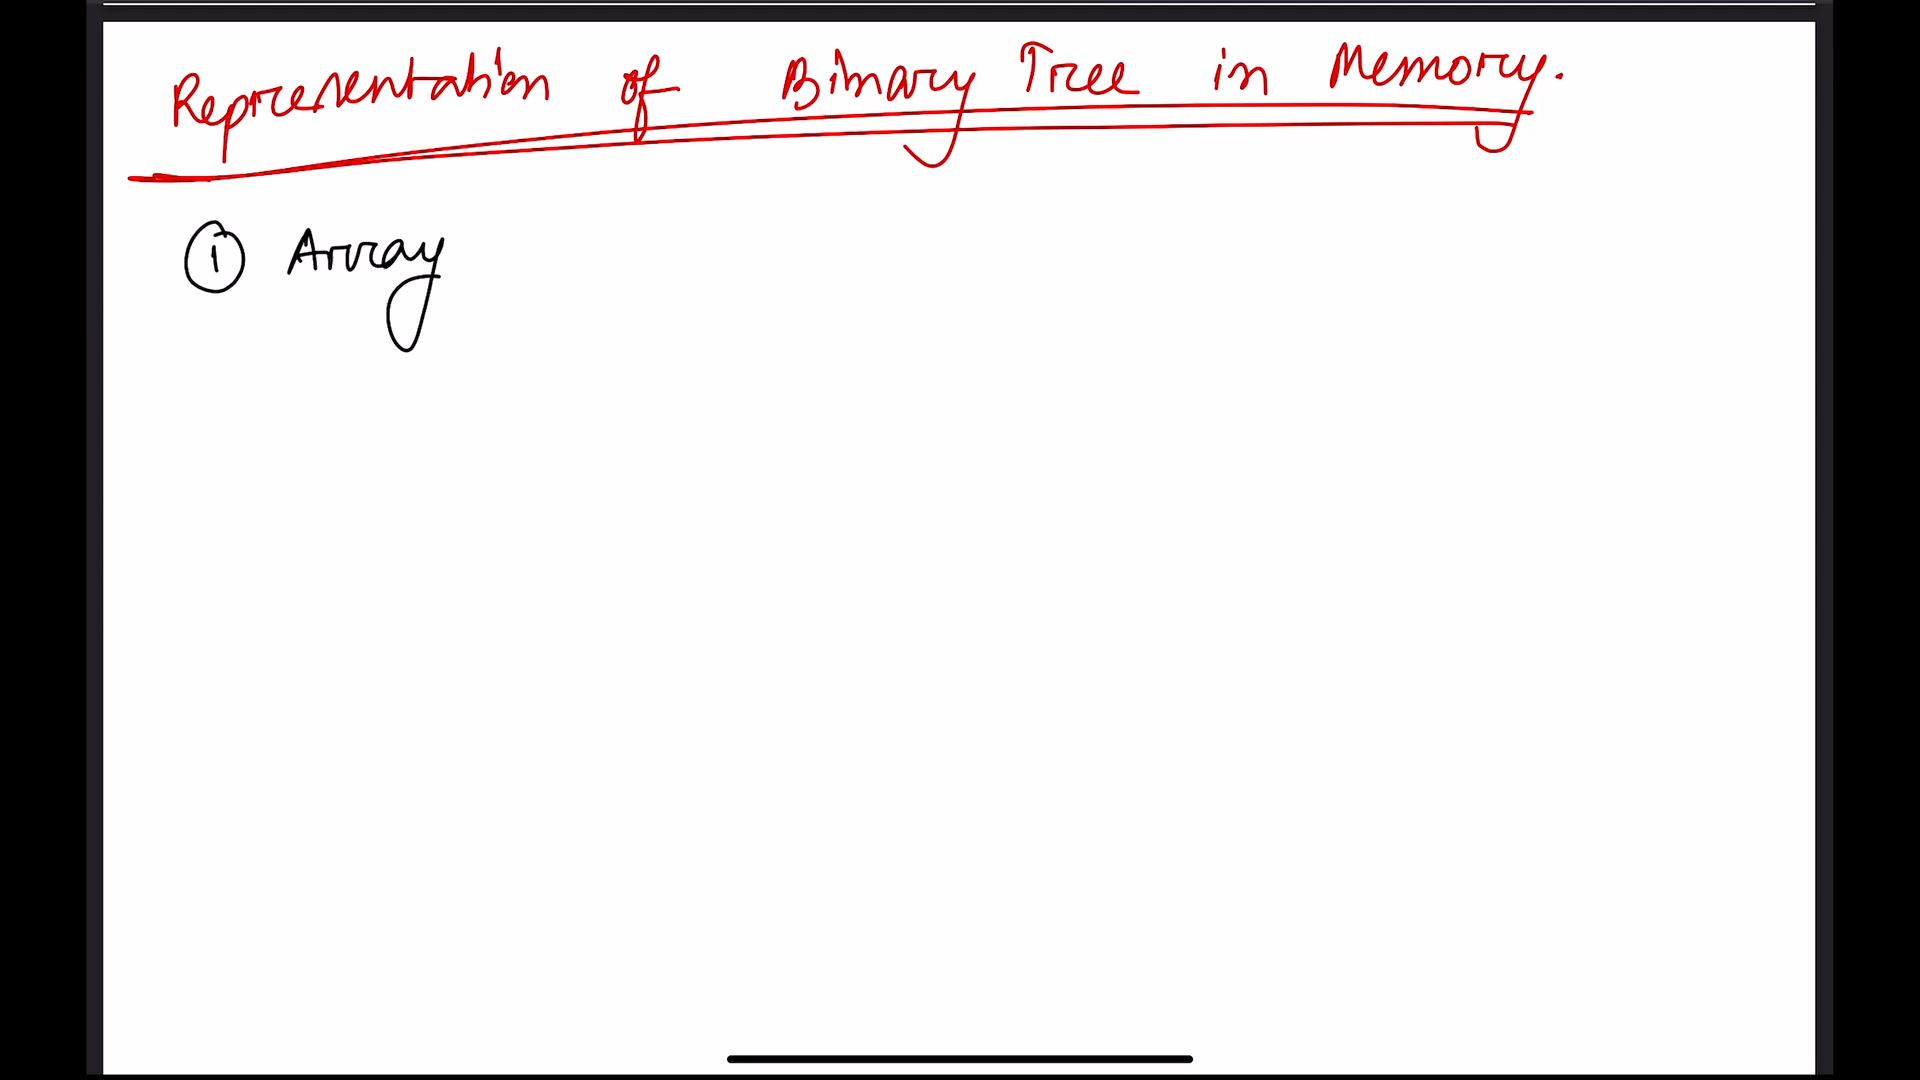 Representation of Binary Tree in Memory.
① Array